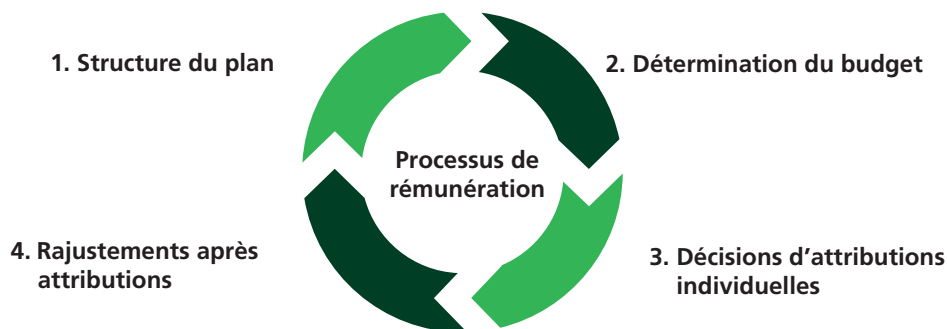 1. Structure du plan
2. Détermination du budget
Processus de
rémunération
3. Décisions d'attributions
individuelles
4. Rajustements après
attributions